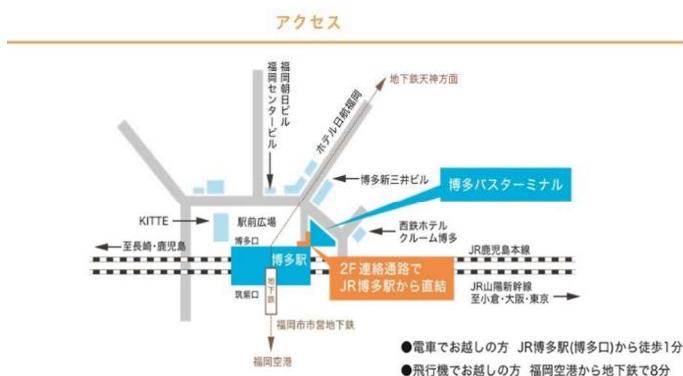 アクセス
福岡朝日ビル
福岡センタービル
ホテル日航福岡
地下鉄天神方面
博多新三井ビル
博多バスターミナル
KITTE
駅前広場
西鉄ホテル
クルーム博多
至長崎・鹿児島
博多口
博多駅
2F連絡通路で
JR博多駅から直結
JR鹿児島本線
JR山陽新幹線
至小倉・大阪・東京
地下鉄
筑紫口
福岡市市営地下鉄
福岡空港
●電車でお越しの方 JR博多駅(博多口)から徒歩1分
●飛行機でお越しの方 福岡空港から地下鉄で8分